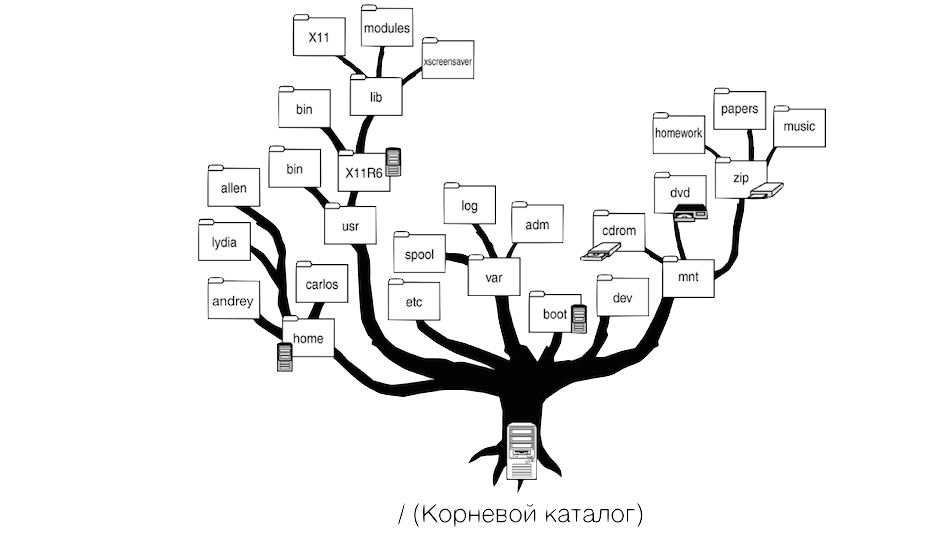 X11
modules
xscreensaver
lib
bin
papers
homework
music
bin
X11R6
zip
allen
dvd
log
usr
adm
cdrom
lydia
spool
var
mnt
carlos
andrey
etc
boot
dev
home
/ (Корневой каталог)